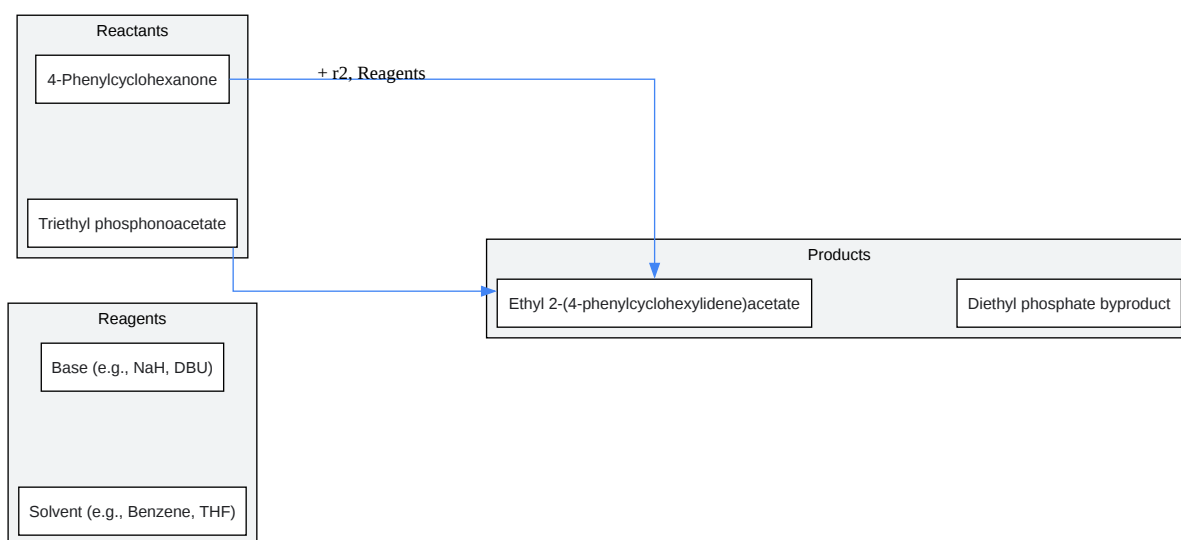 Reactants
4-Phenylcyclohexanone
+ r2, Reagents
Triethyl phosphonoacetate
Products
Ethyl 2-(4-phenylcyclohexylidene)acetate
Diethyl phosphate byproduct
Reagents
Base (e.g., NaH, DBU)
Solvent (e.g., Benzene, THF)